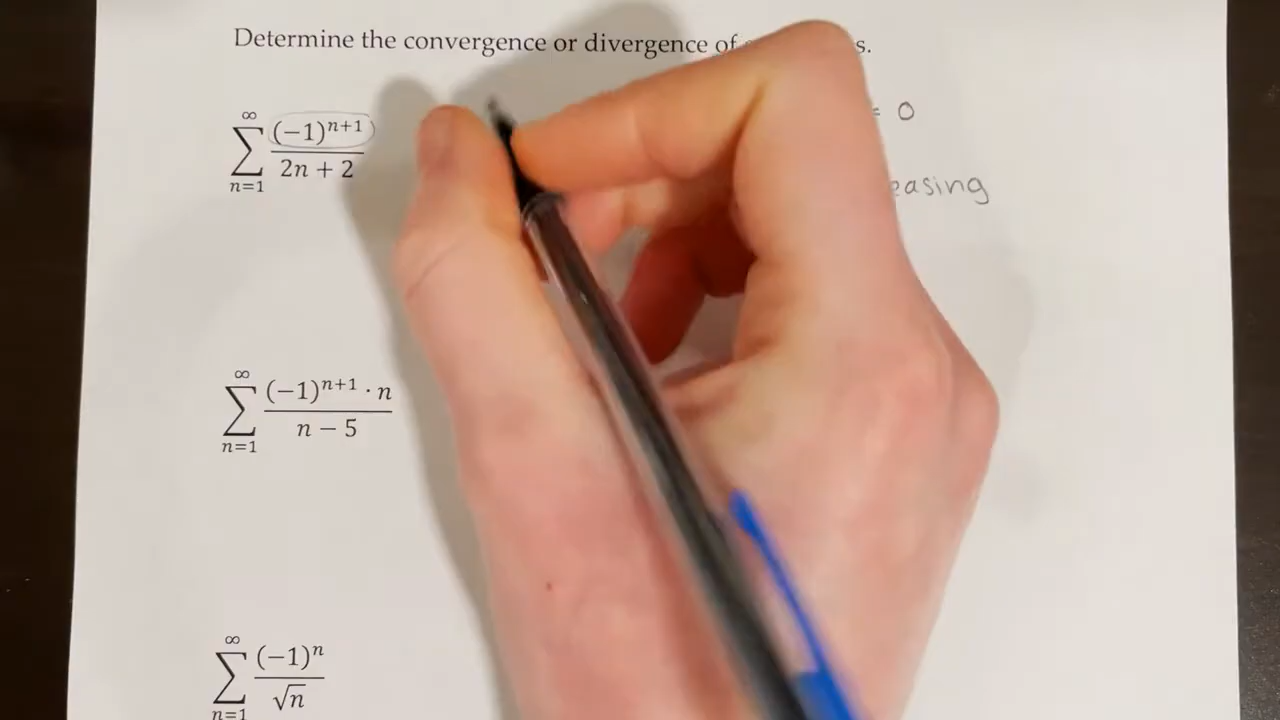 Determine the convergence or divergence of s.
∞
∑ (−1)ⁿ⁺¹ = 0
2n + 2
n=1 easing
∞
∑ (−1)ⁿ⁺¹ · n
n − 5
n=1
∞
∑ (−1)ⁿ
√n
n=1